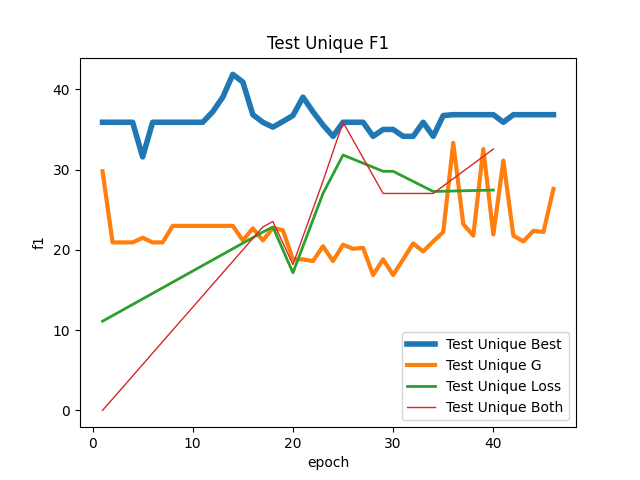 Test Unique F1
f1
40
30
20
10
0
0 10 20 30 40
epoch
Test Unique Best
Test Unique G
Test Unique Loss
Test Unique Both